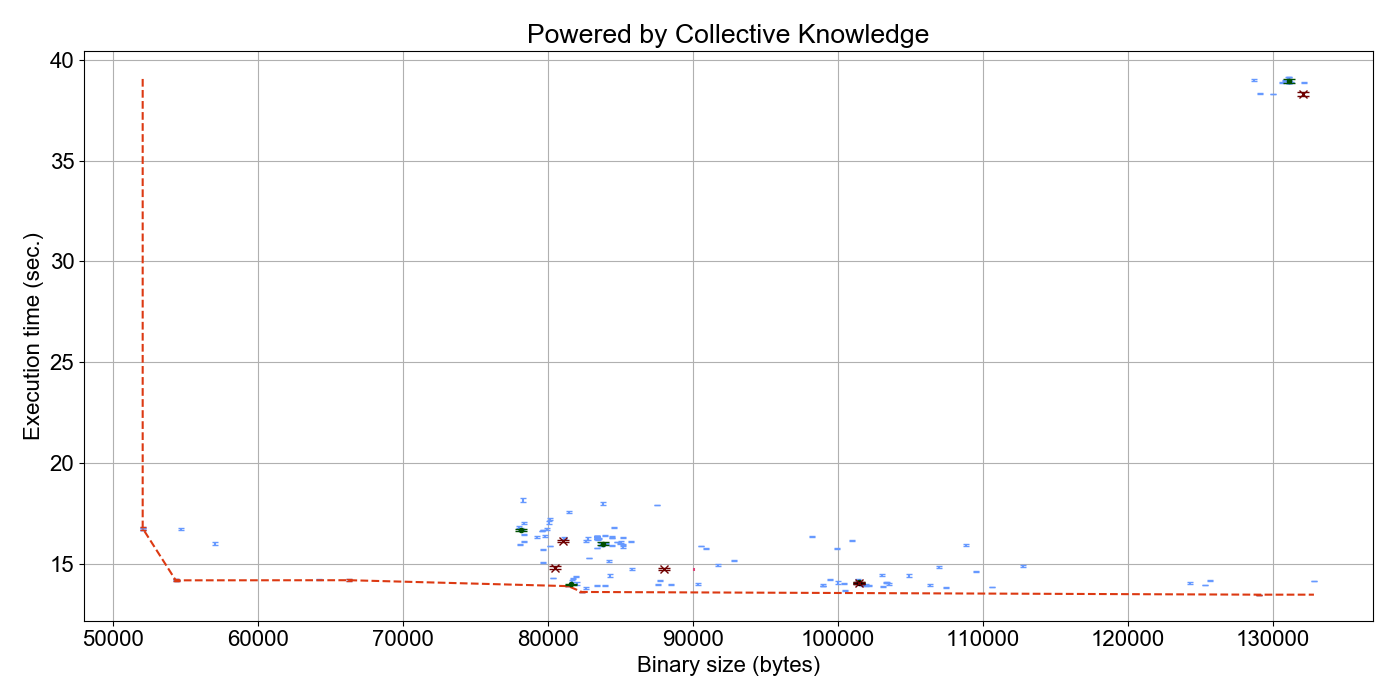 Powered by Collective Knowledge
40
35
30
25
20
15
Execution time (sec.)
50000 60000 70000 80000 90000 100000 110000 120000 130000
Binary size (bytes)